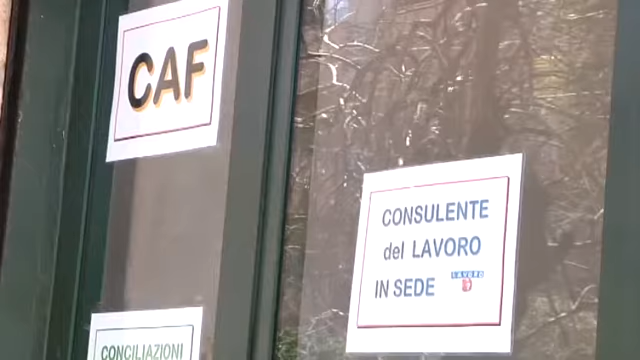 CAF
CONSULENTE
del LAVORO
IN SEDE
LAVORO
CONCILIAZIONI